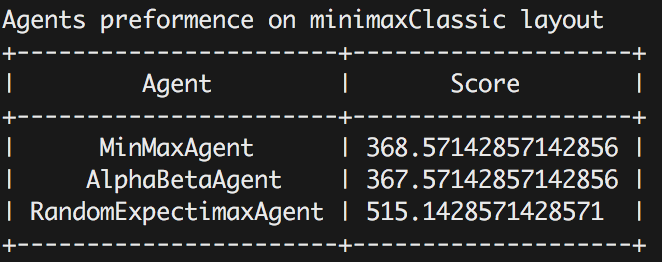 Agents preformence on minimaxClassic layout
+-----------------------+--------------------+
|         Agent         |       Score        |
+-----------------------+--------------------+
|      MinMaxAgent      | 368.57142857142856 |
|     AlphaBetaAgent    | 367.57142857142856 |
| RandomExpectimaxAgent | 515.1428571428571  |
+-----------------------+--------------------+